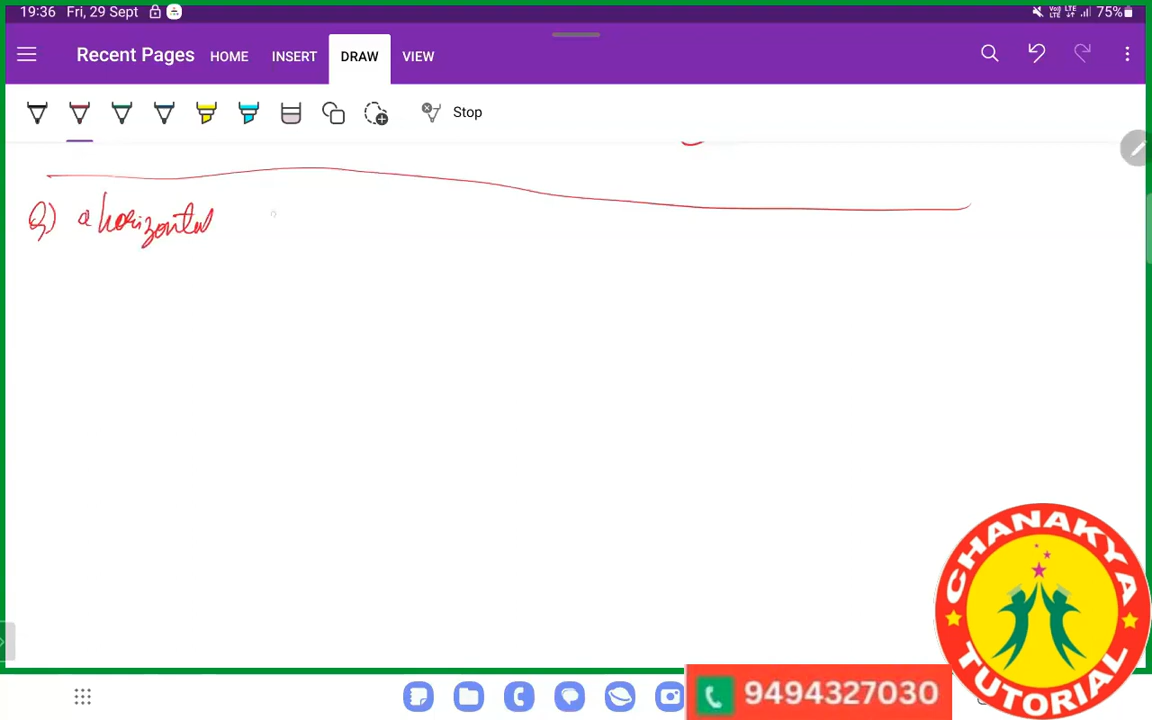 19:36 Fri, 29 Sept 75%
Recent Pages HOME INSERT DRAW VIEW
Stop
Q) a horizontal
CHANAKYA
TUTORIAL
9494327030